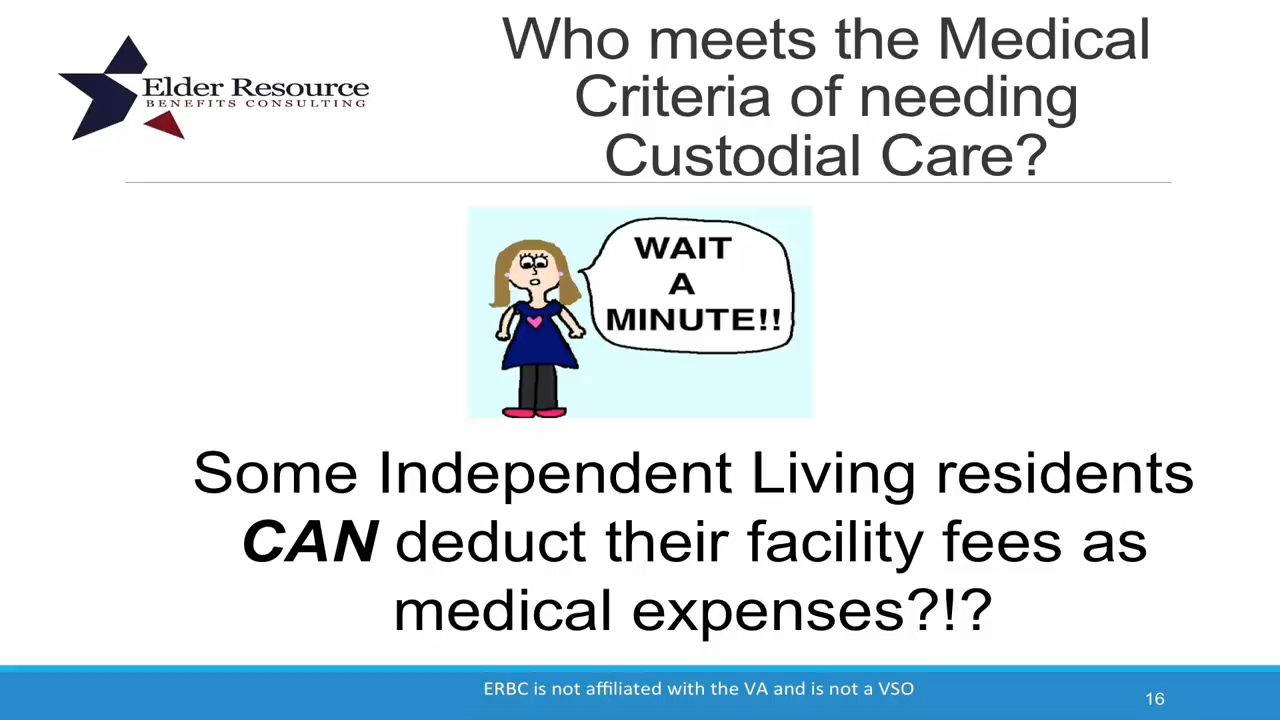 Who meets the Medical
Criteria of needing
Custodial Care?
Elder Resource
BENEFITS CONSULTING
WAIT
A
MINUTE!!
Some Independent Living residents
CAN deduct their facility fees as
medical expenses?!?
ERBC is not affiliated with the VA and is not a VSO
16